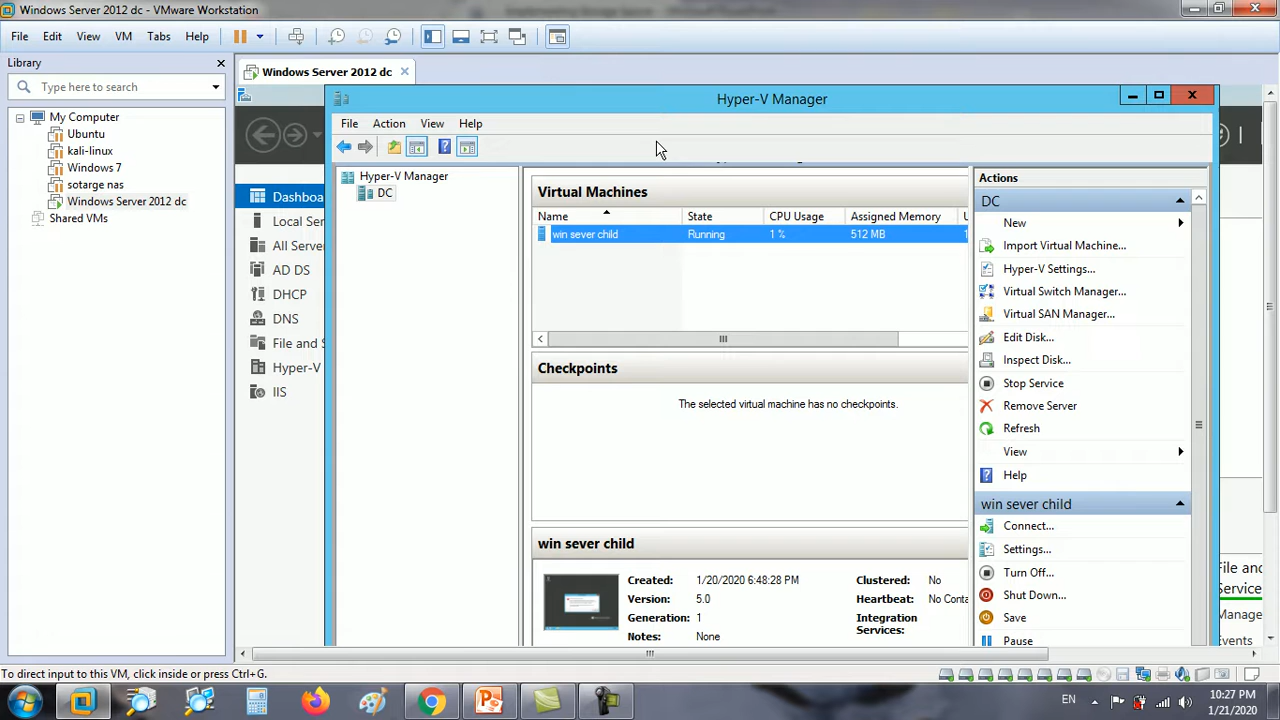 Windows Server 2012 dc - VMware Workstation
File Edit View VM Tabs Help
Library
Type here to search
My Computer
Ubuntu
kali-linux
Windows 7
sotarge nas
Windows Server 2012 dc
Shared VMs
Windows Server 2012 dc
Hyper-V Manager
File Action View Help
Dashboa
Local Ser
All Server
AD DS
DHCP
DNS
File and S
Hyper-V
IIS
Hyper-V Manager
DC
Virtual Machines
Name State CPU Usage Assigned Memory U
win sever child Running 1 % 512 MB
Checkpoints
The selected virtual machine has no checkpoints.
win sever child
Created: 1/20/2020 6:48:28 PM Clustered: No
Version: 5.0 Heartbeat: No Conta
Generation: 1 Integration
Services:
Notes: None
Actions
DC
New
Import Virtual Machine...
Hyper-V Settings...
Virtual Switch Manager...
Virtual SAN Manager...
Edit Disk...
Inspect Disk...
Stop Service
Remove Server
Refresh
View
Help
win sever child
Connect...
Settings...
Turn Off...
Shut Down...
Save
Pause
File and
Service
Manage
Events
To direct input to this VM, click inside or press Ctrl+G.
EN
10:27 PM
1/21/2020